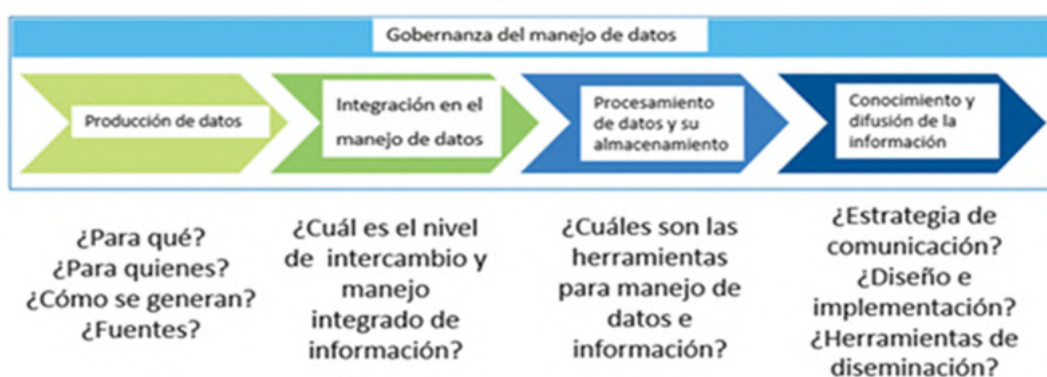 Gobernanza del manejo de datos
Producción de datos
Integración en el
manejo de datos
Procesamiento
de datos y su
almacenamiento
Conocimiento y
difusión de la
información
¿Para qué?
¿Para quienes?
¿Cómo se generan?
¿Fuentes?
¿Cuál es el nivel
de intercambio y
manejo
integrado de
información?
¿Cuáles son las
herramientas
para manejo de
datos e
información?
¿Estrategia de
comunicación?
¿Diseño e
implementación?
¿Herramientas de
diseminación?